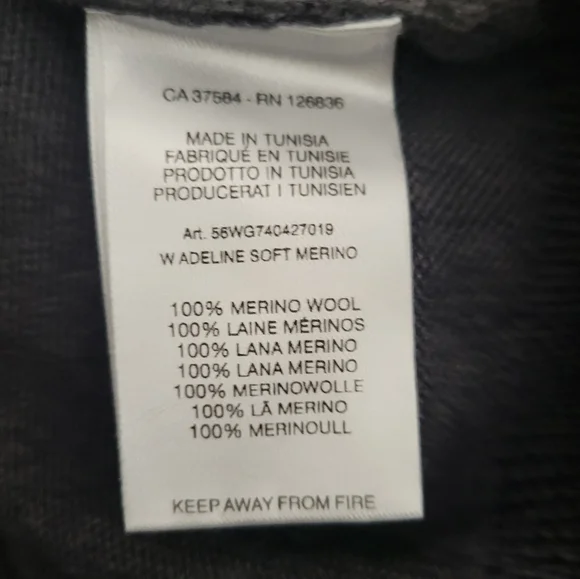 CA 37584 - RN 126836
MADE IN TUNISIA
FABRIQUÉ EN TUNISIE
PRODOTTO IN TUNISIA
PRODUCERAT I TUNISIEN
Art. 56WG740427019
W ADELINE SOFT MERINO
100% MERINO WOOL
100% LAINE MÉRINOS
100% LANA MERINO
100% LANA MERINO
100% MERINOWOLLE
100% LÃ MERINO
100% MERINOULL
KEEP AWAY FROM FIRE